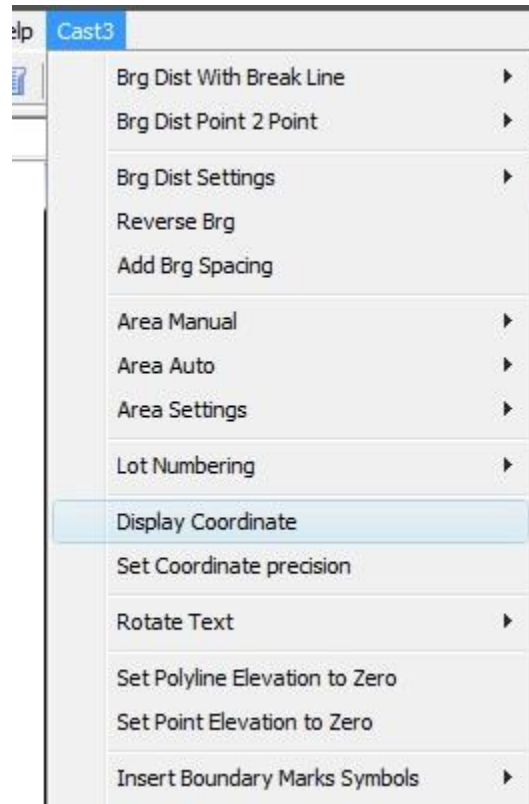 Cast3
Brg Dist With Break Line
Brg Dist Point 2 Point
Brg Dist Settings
Reverse Brg
Add Brg Spacing
Area Manual
Area Auto
Area Settings
Lot Numbering
Display Coordinate
Set Coordinate precision
Rotate Text
Set Polyline Elevation to Zero
Set Point Elevation to Zero
Insert Boundary Marks Symbols